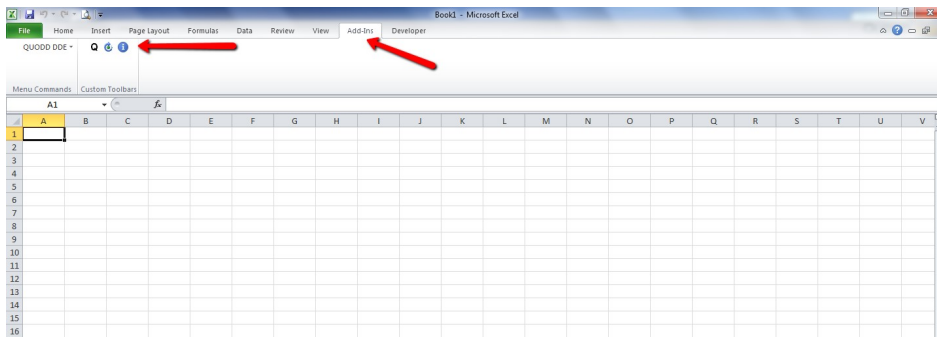 Book1 - Microsoft Excel
File Home Insert Page Layout Formulas Data Review View Add-Ins Developer
QUODD DDE Q
Menu Commands Custom Toolbars
A1 fx
A B C D E F G H I J K L M N O P Q R S T U V
1
2
3
4
5
6
7
8
9
10
11
12
13
14
15
16